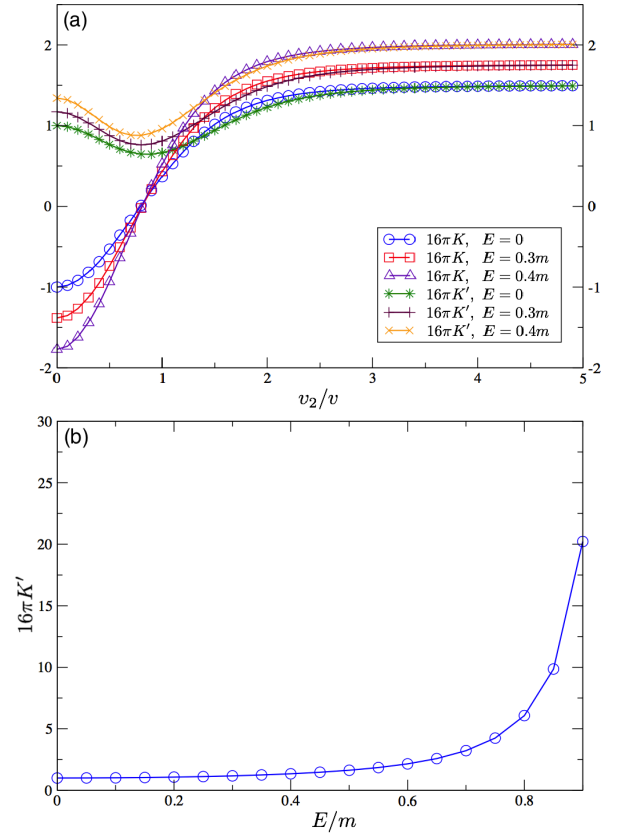 (a)
2
1
0
-1
-2
2
1
0
-1
-2
16πK, E = 0
16πK, E = 0.3m
16πK, E = 0.4m
16πK′, E = 0
16πK′, E = 0.3m
16πK′, E = 0.4m
0 1 2 3 4 5
v₂/v
(b)
30
25
20
15
10
5
0
16πK′
0 0.2 0.4 0.6 0.8
E/m